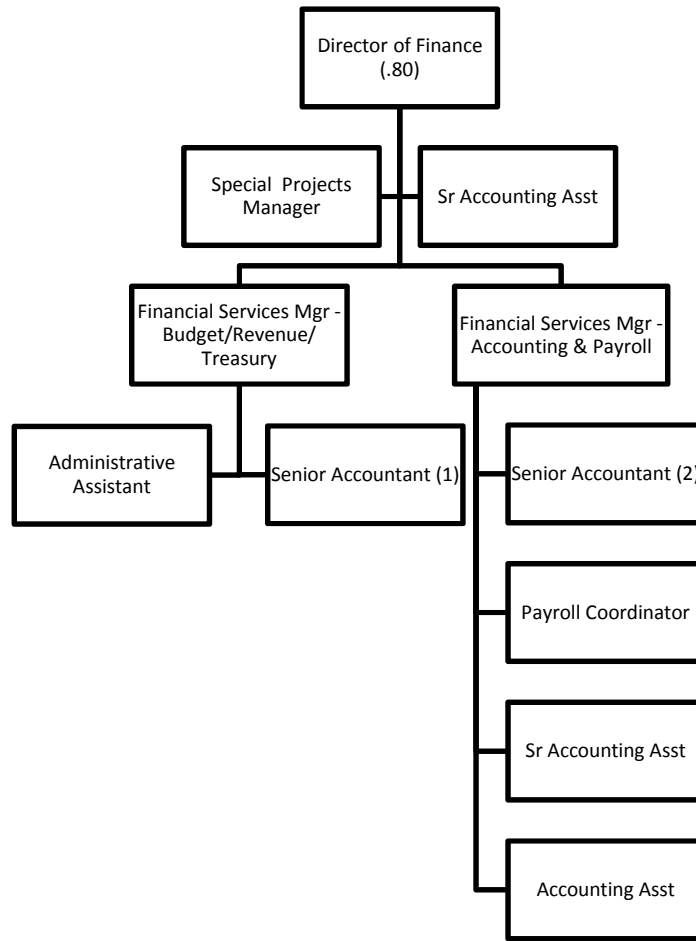 Director of Finance
(.80)
Special Projects
Manager
Sr Accounting Asst
Financial Services Mgr -
Budget/Revenue/
Treasury
Financial Services Mgr -
Accounting & Payroll
Administrative
Assistant
Senior Accountant (1)
Senior Accountant (2)
Payroll Coordinator
Sr Accounting Asst
Accounting Asst